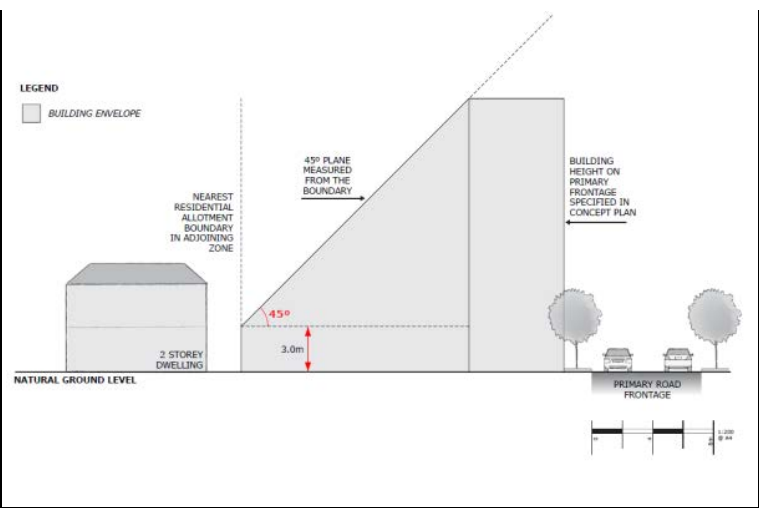 LEGEND
BUILDING ENVELOPE
45º PLANE
MEASURED
FROM THE
BOUNDARY
NEAREST
RESIDENTIAL
ALLOTMENT
BOUNDARY
IN ADJOINING
ZONE
BUILDING
HEIGHT ON
PRIMARY
FRONTAGE
SPECIFIED IN
CONCEPT PLAN
45º
3.0m
2 STOREY
DWELLING
NATURAL GROUND LEVEL
PRIMARY ROAD
FRONTAGE
1:200
@ A4